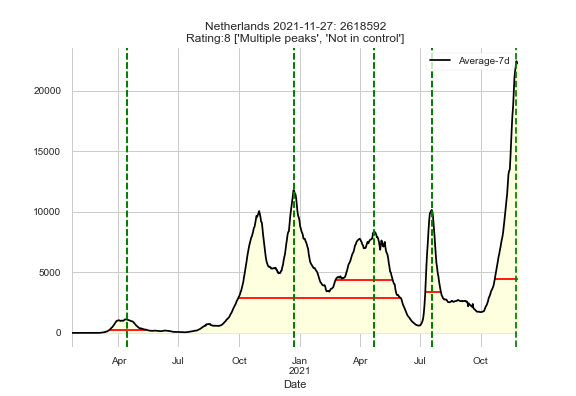 Netherlands 2021-11-27: 2618592
Rating:8 ['Multiple peaks', 'Not in control']
Average-7d
20000
15000
10000
5000
0
Apr
Jul
Oct
Jan
2021
Apr
Jul
Oct
Date